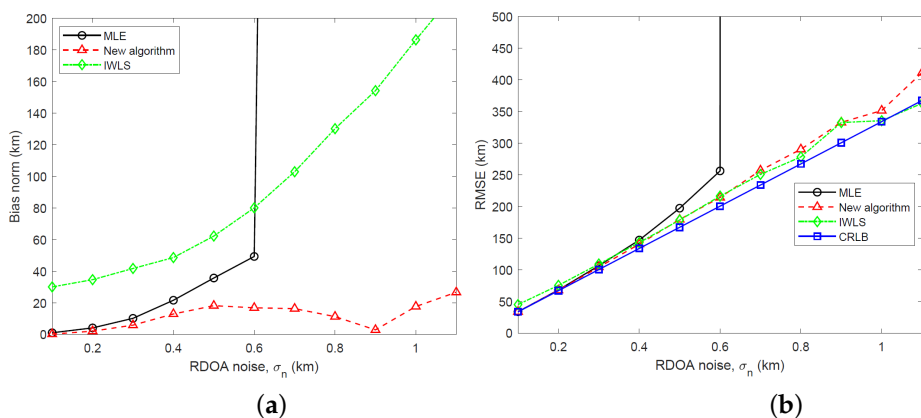 200
180
160
140
120
100
80
60
40
20
0
Bias norm (km)
MLE
New algorithm
IWLS
0.2
0.4
0.6
0.8
1
RDOA noise, σn (km)
(a)
500
450
400
350
300
250
200
150
100
50
0
RMSE (km)
MLE
New algorithm
IWLS
CRLB
0.2
0.4
0.6
0.8
1
RDOA noise, σn (km)
(b)